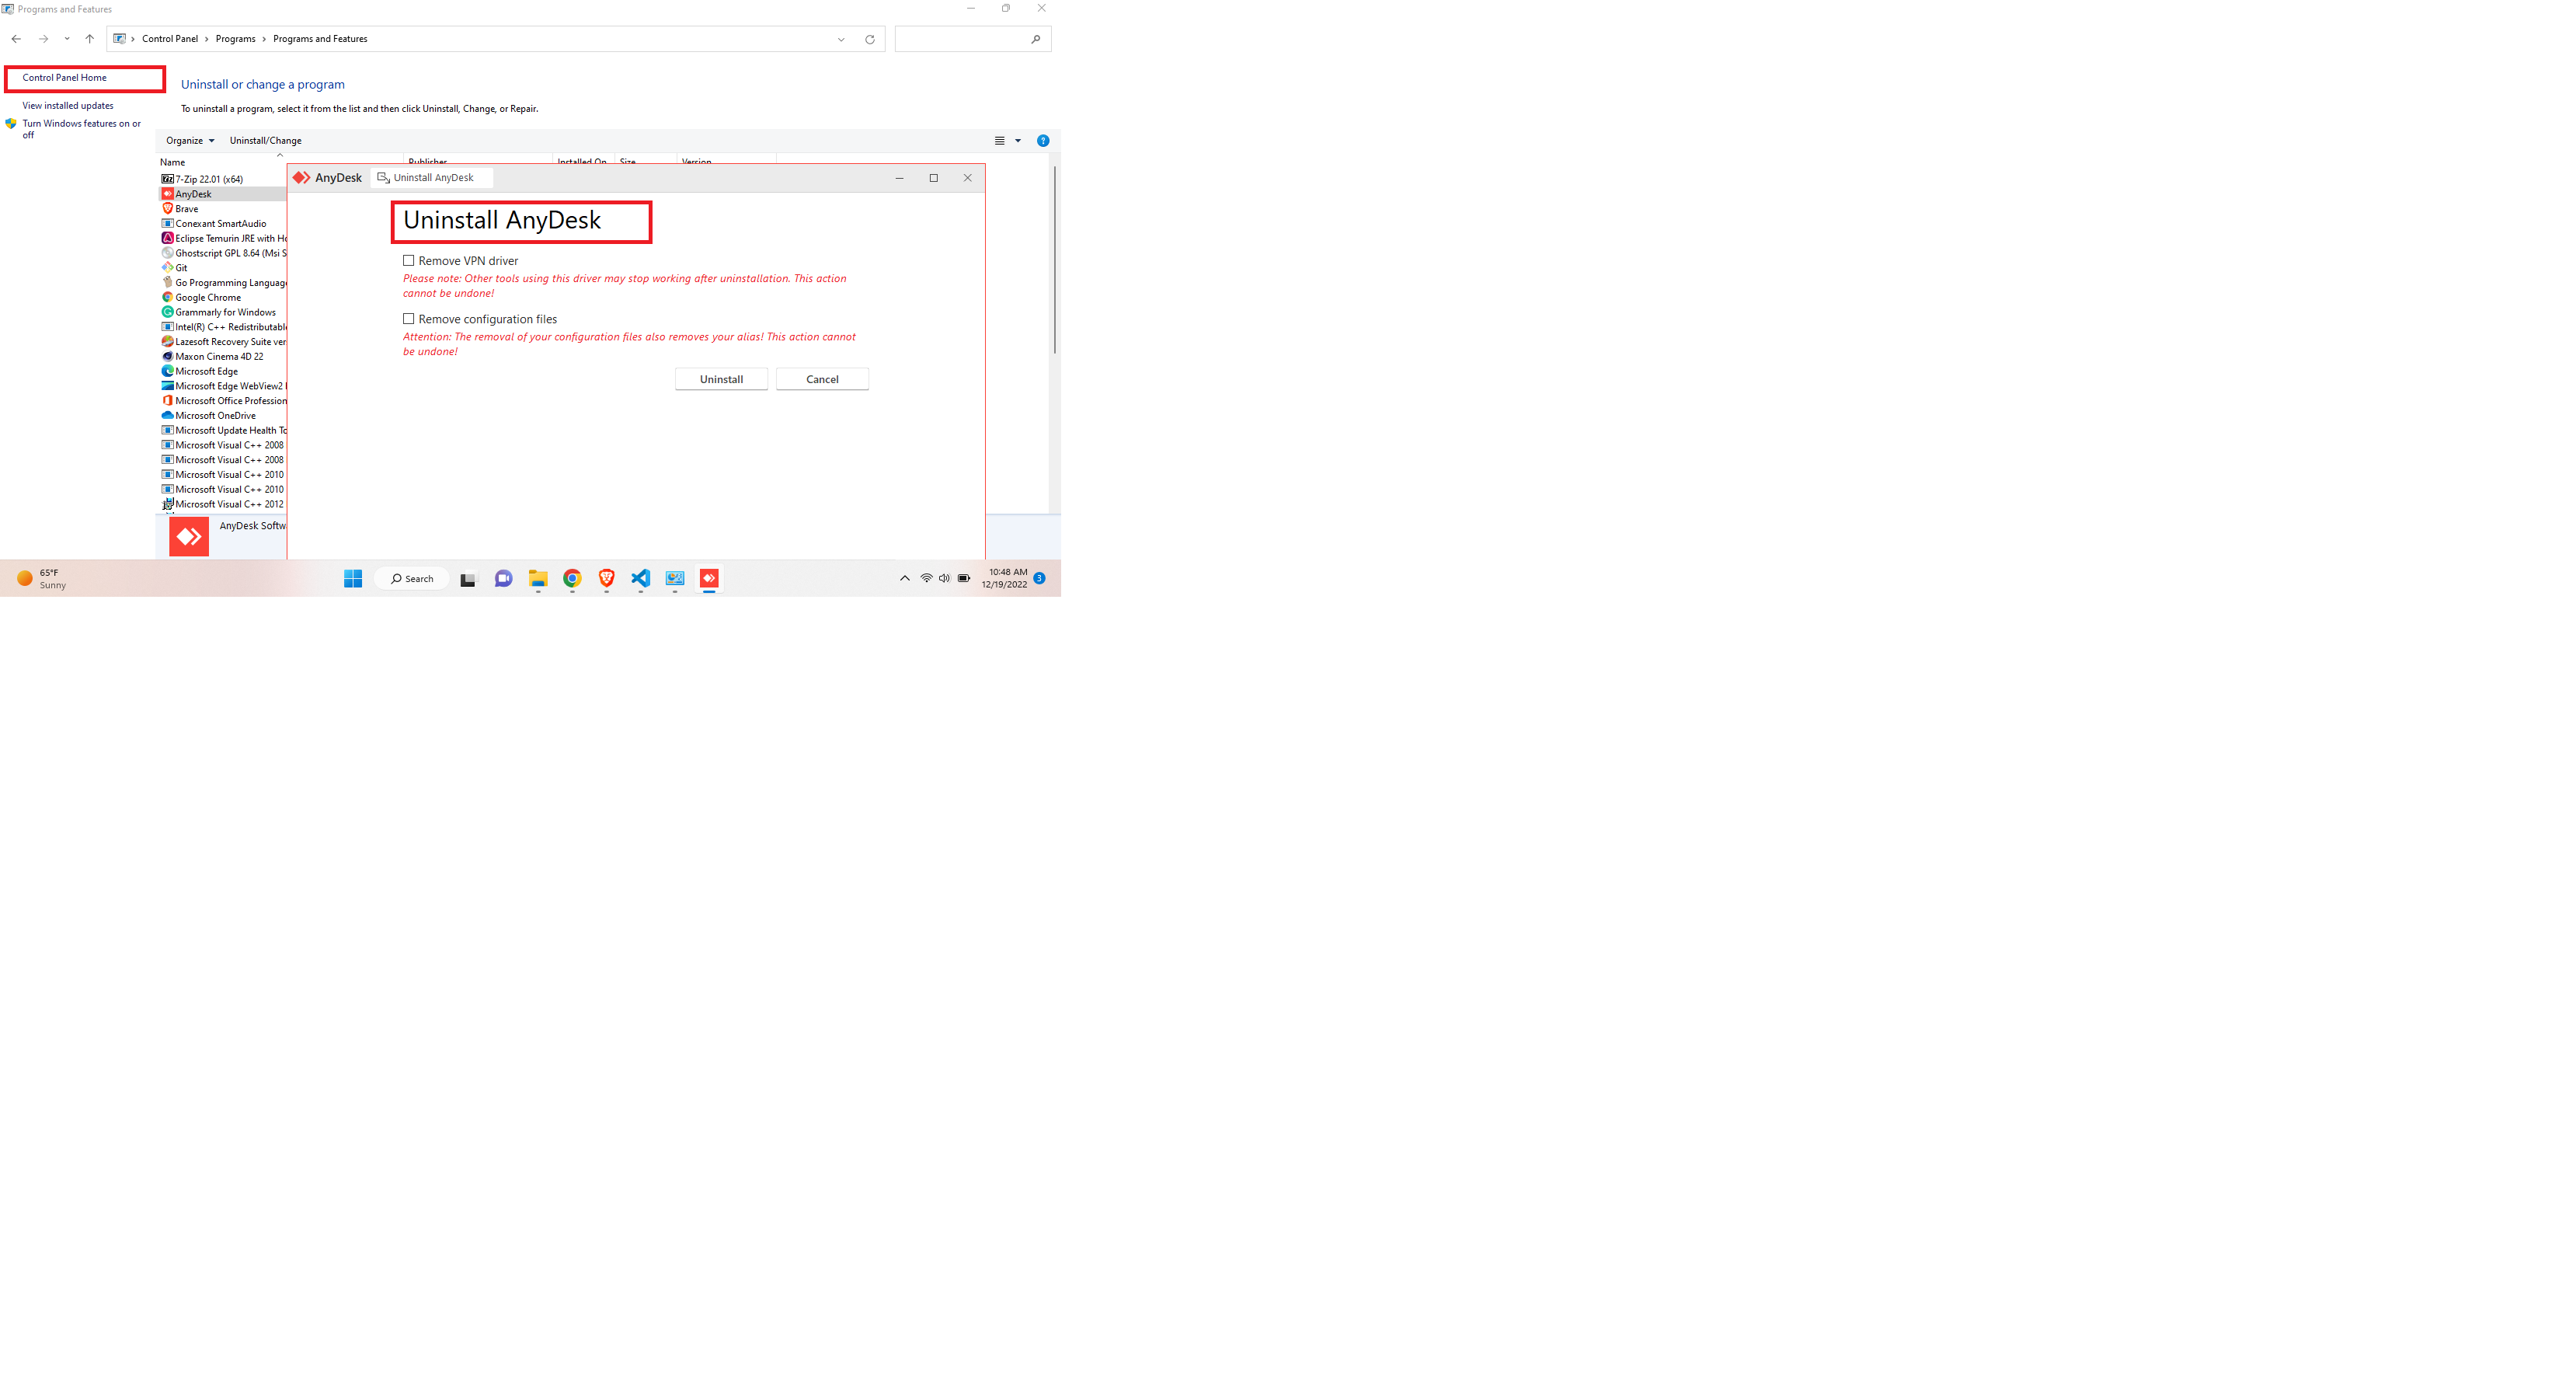 Programs and Features
Control Panel > Programs > Programs and Features
Control Panel Home
View installed updates
Turn Windows features on or
off
Uninstall or change a program
To uninstall a program, select it from the list and then click Uninstall, Change, or Repair.
Organize Uninstall/Change
Name Publisher Installed On Size Version
7-Zip 22.01 (x64)
AnyDesk
Brave
Conexant SmartAudio
Eclipse Temurin JRE with Ho
Ghostscript GPL 8.64 (Msi S
Git
Go Programming Language
Google Chrome
Grammarly for Windows
Intel(R) C++ Redistributable
Lazesoft Recovery Suite ver
Maxon Cinema 4D 22
Microsoft Edge
Microsoft Edge WebView2
Microsoft Office Profession
Microsoft OneDrive
Microsoft Update Health To
Microsoft Visual C++ 2008
Microsoft Visual C++ 2008
Microsoft Visual C++ 2010
Microsoft Visual C++ 2010
Microsoft Visual C++ 2012
AnyDesk Softw
AnyDesk Uninstall AnyDesk
Uninstall AnyDesk
Remove VPN driver
Please note: Other tools using this driver may stop working after uninstallation. This action
cannot be undone!
Remove configuration files
Attention: The removal of your configuration files also removes your alias! This action cannot
be undone!
Uninstall Cancel
65°F
Sunny
Search
10:48 AM
12/19/2022
3